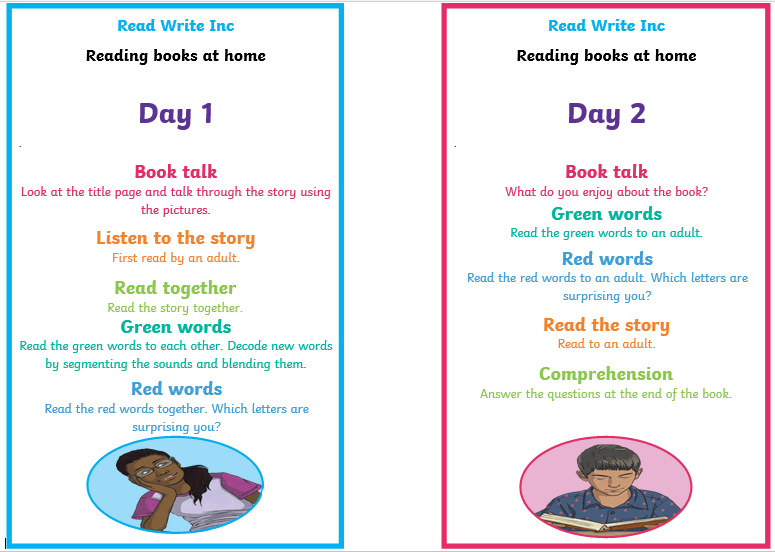 Read Write Inc
Reading books at home
Day 1
.
Book talk
Look at the title page and talk through the story using
the pictures.
Listen to the story
First read by an adult.
Read together
Read the story together.
Green words
Read the green words to each other. Decode new words
by segmenting the sounds and blending them.
Red words
Read the red words together. Which letters are
surprising you?
Read Write Inc
Reading books at home
Day 2
.
Book talk
What do you enjoy about the book?
Green words
Read the green words to an adult.
Red words
Read the red words to an adult. Which letters are
surprising you?
Read the story
Read to an adult.
Comprehension
Answer the questions at the end of the book.